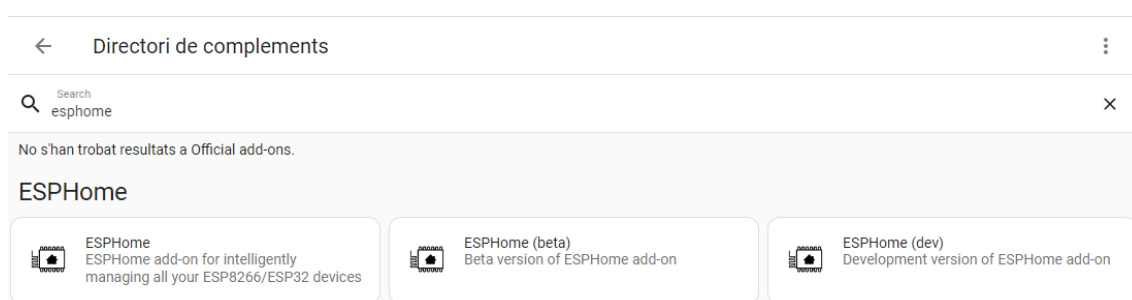 Directori de complements
Search
esphome
No s'han trobat resultats a Official add-ons.
ESPHome
ESPHome
ESPHome add-on for intelligently
managing all your ESP8266/ESP32 devices
ESPHome (beta)
Beta version of ESPHome add-on
ESPHome (dev)
Development version of ESPHome add-on